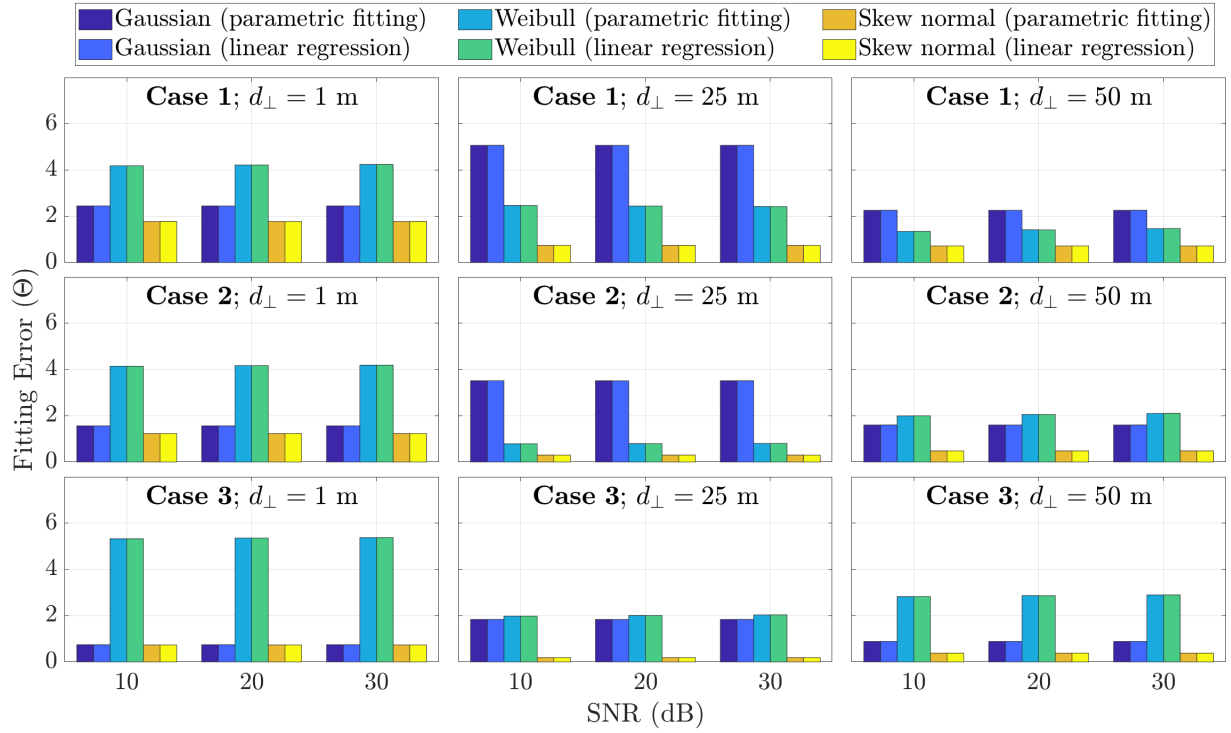 Gaussian (parametric fitting) Weibull (parametric fitting) Skew normal (parametric fitting)
Gaussian (linear regression) Weibull (linear regression) Skew normal (linear regression)
Case 1; d⊥ = 1 m
Case 1; d⊥ = 25 m
Case 1; d⊥ = 50 m
6
4
2
0
Case 2; d⊥ = 1 m
Case 2; d⊥ = 25 m
Case 2; d⊥ = 50 m
6
4
2
0
Case 3; d⊥ = 1 m
Case 3; d⊥ = 25 m
Case 3; d⊥ = 50 m
6
4
2
0
Fitting Error (Θ)
10 20 30 10 20 30 10 20 30
SNR (dB)